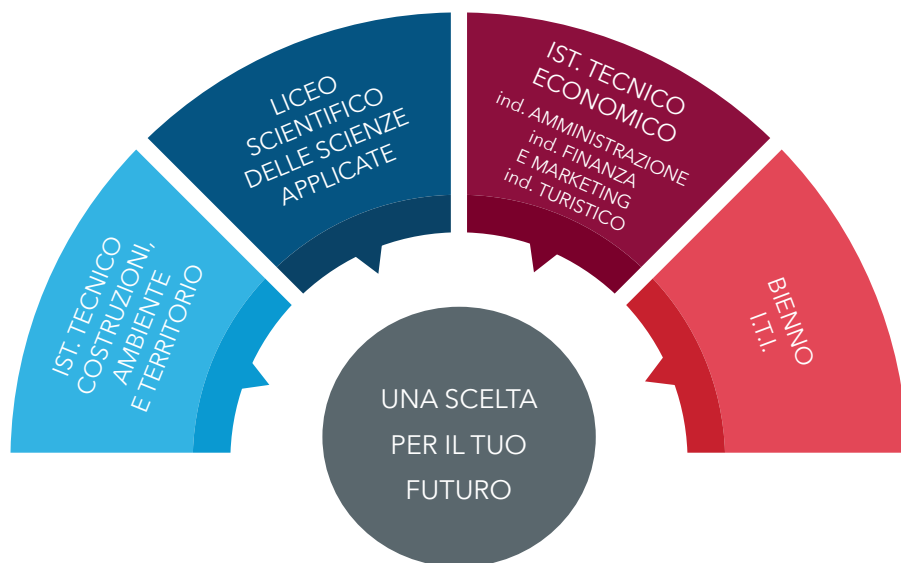 IST. TECNICO
COSTRUZIONI,
AMBIENTE
E TERRITORIO
LICEO
SCIENTIFICO
DELLE SCIENZE
APPLICATE
IST. TECNICO
ECONOMICO
ind. AMMINISTRAZIONE
ind. FINANZA
E MARKETING
ind. TURISTICO
BIENNO
I.T.I.
UNA SCELTA
PER IL TUO
FUTURO